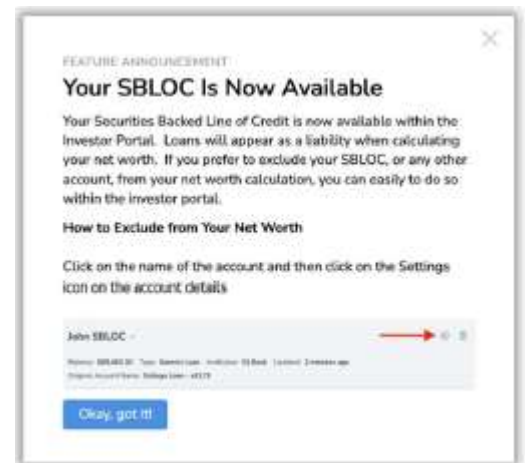 FEATURE ANNOUNCEMENT
Your SBLOC Is Now Available
Your Securities Backed Line of Credit is now available within the
Investor Portal. Loans will appear as a liability when calculating
your net worth. If you prefer to exclude your SBLOC, or any other
account, from your net worth calculation, you can easily to do so
within the investor portal.
How to Exclude from Your Net Worth
Click on the name of the account and then click on the Settings
icon on the account details
John SBLOC
Okay, got it!